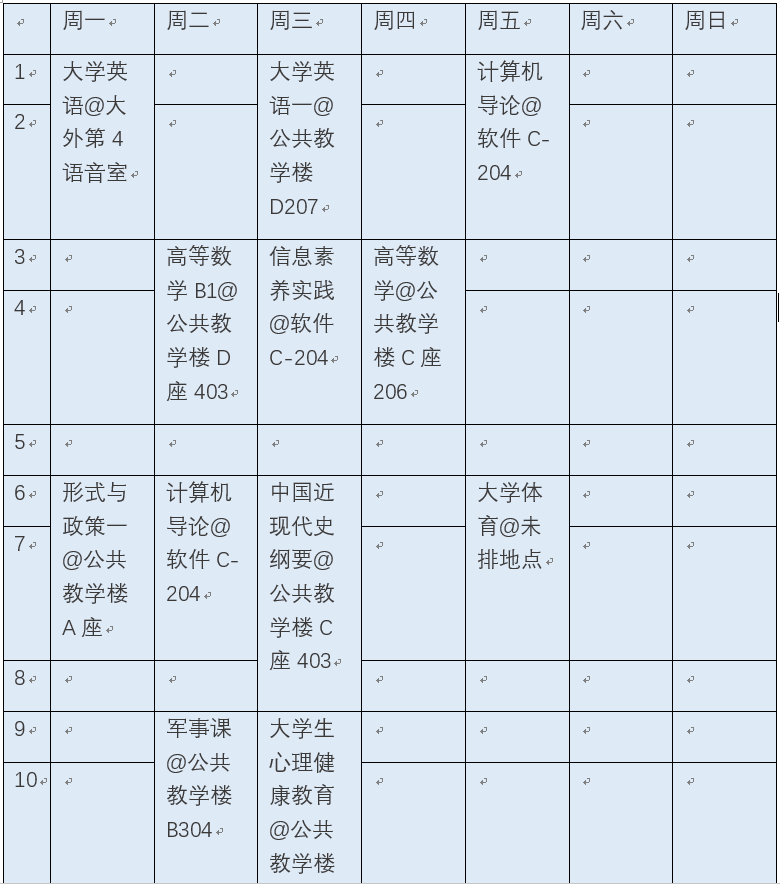 周一 周二 周三 周四 周五 周六 周日
1
2
大学英
语@大
外第 4
语音室
大学英
语一@
公共教
学楼
D207
计算机
导论@
软件 C-
204
3
4
高等数
学 B1@
公共教
学楼 D
座 403
信息素
养实践
@软件
C-204
高等数
学@公
共教学
楼 C 座
206
5
6
7
形式与
政策一
@公共
教学楼
A 座
计算机
导论@
软件 C-
204
中国近
现代史
纲要@
公共教
学楼 C
座 403
大学体
育@未
排地点
8
9
10
军事课
@公共
教学楼
B304
大学生
心理健
康教育
@公共
教学楼